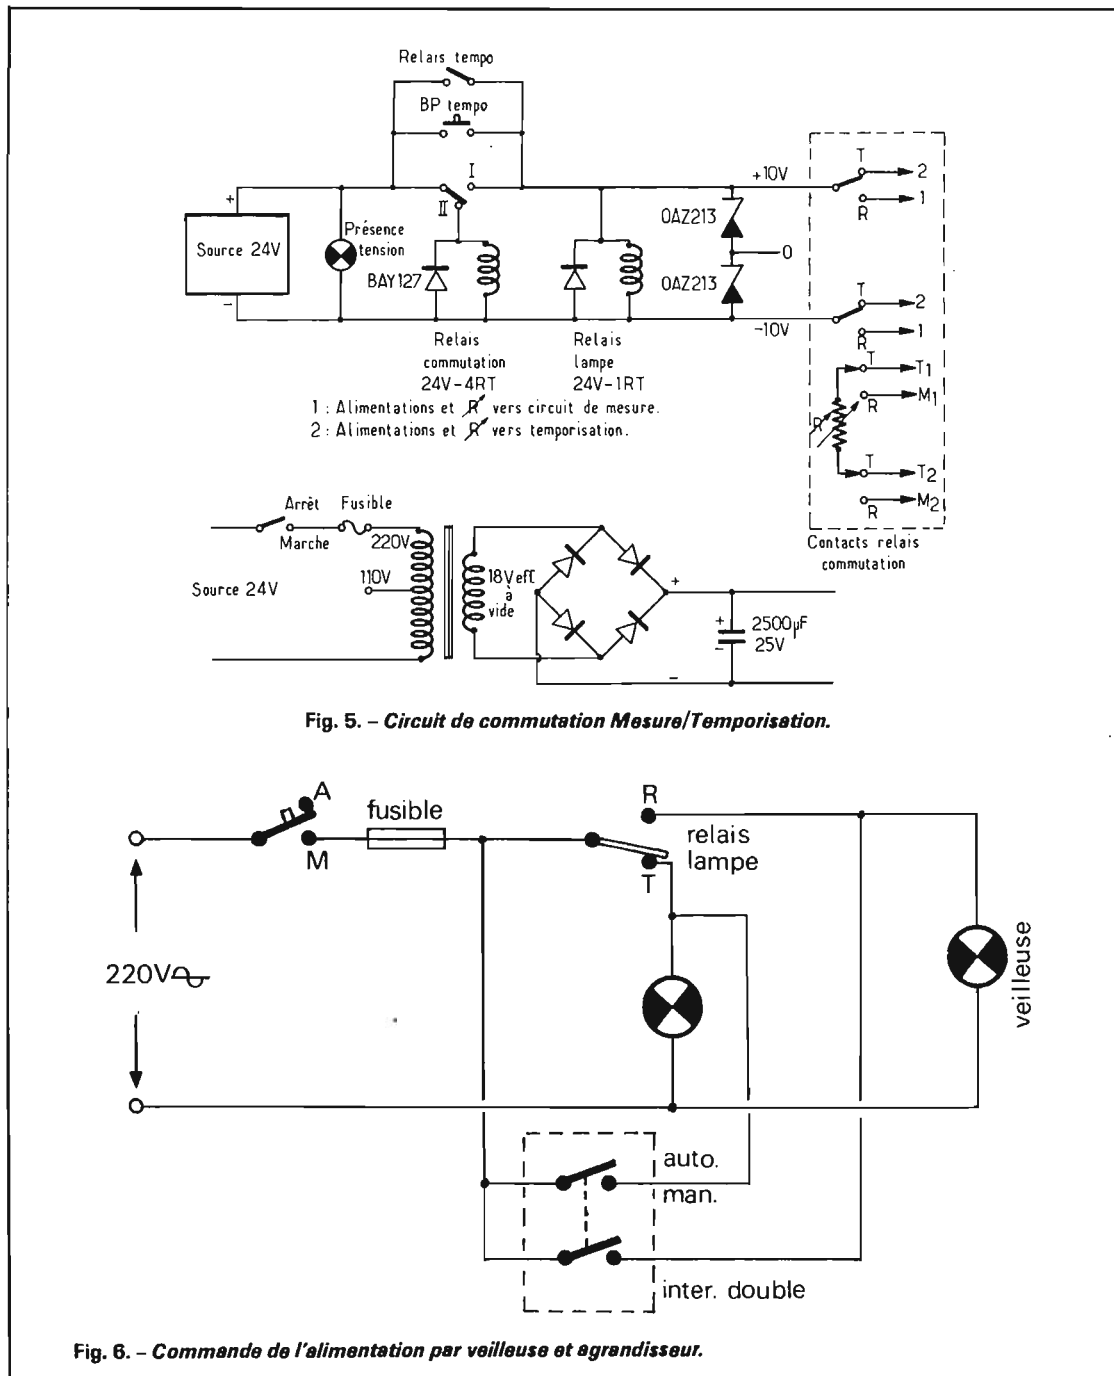 Relais tempo
BP tempo
I
II
+
Source 24V
−
Présence
tension
BAY127
OAZ213
OAZ213
+10V
0
−10V
T
2
1
R
T
2
1
R
T
T1
M1
R
R
T
T2
M2
R
Relais
commutation
24V-4RT
Relais
lampe
24V-1RT
1 : Alimentations et R vers circuit de mesure.
2 : Alimentations et R vers temporisation.
Contacts relais
commutation
Arrêt
Marche
Fusible
220V
110V
Source 24V
18Veff
à
vide
+
−
+
−
2500µF
25V
Fig. 5. – Circuit de commutation Mesure/Temporisation.
A
M
fusible
R
relais
lampe
T
220V
veilleuse
auto.
man.
inter. double
Fig. 6. – Commande de l'alimentation par veilleuse et agrandisseur.